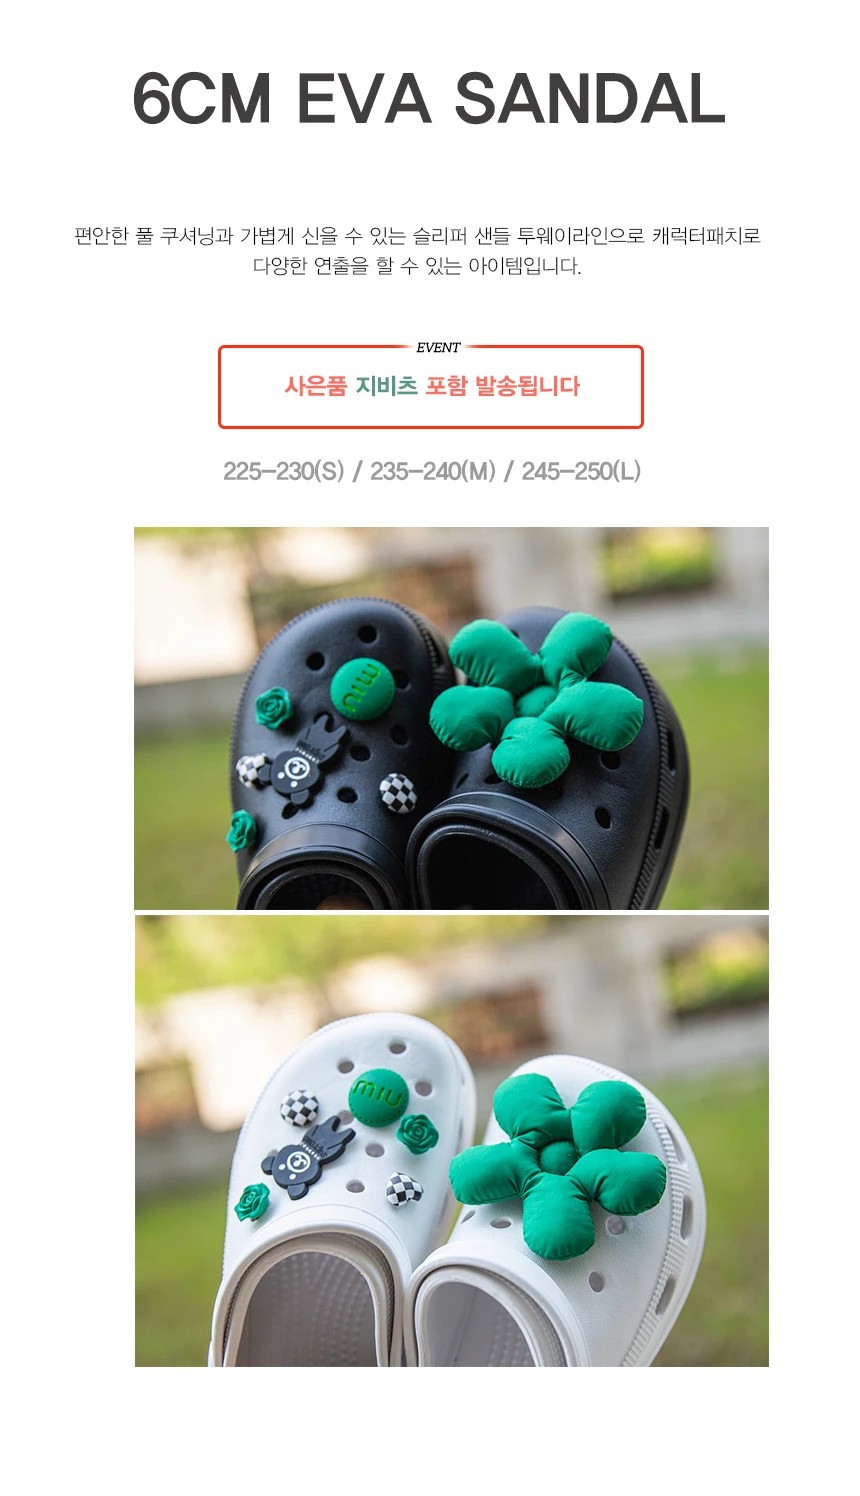 6CM EVA SANDAL
편안한 풀 쿠셔닝과 가볍게 신을 수 있는 슬리퍼 샌들 투웨이라인으로 캐럭터패치로
다양한 연출을 할 수 있는 아이템입니다.
EVENT
사은품 지비츠 포함 발송됩니다
225-230(S) / 235-240(M) / 245-250(L)
miu
miu